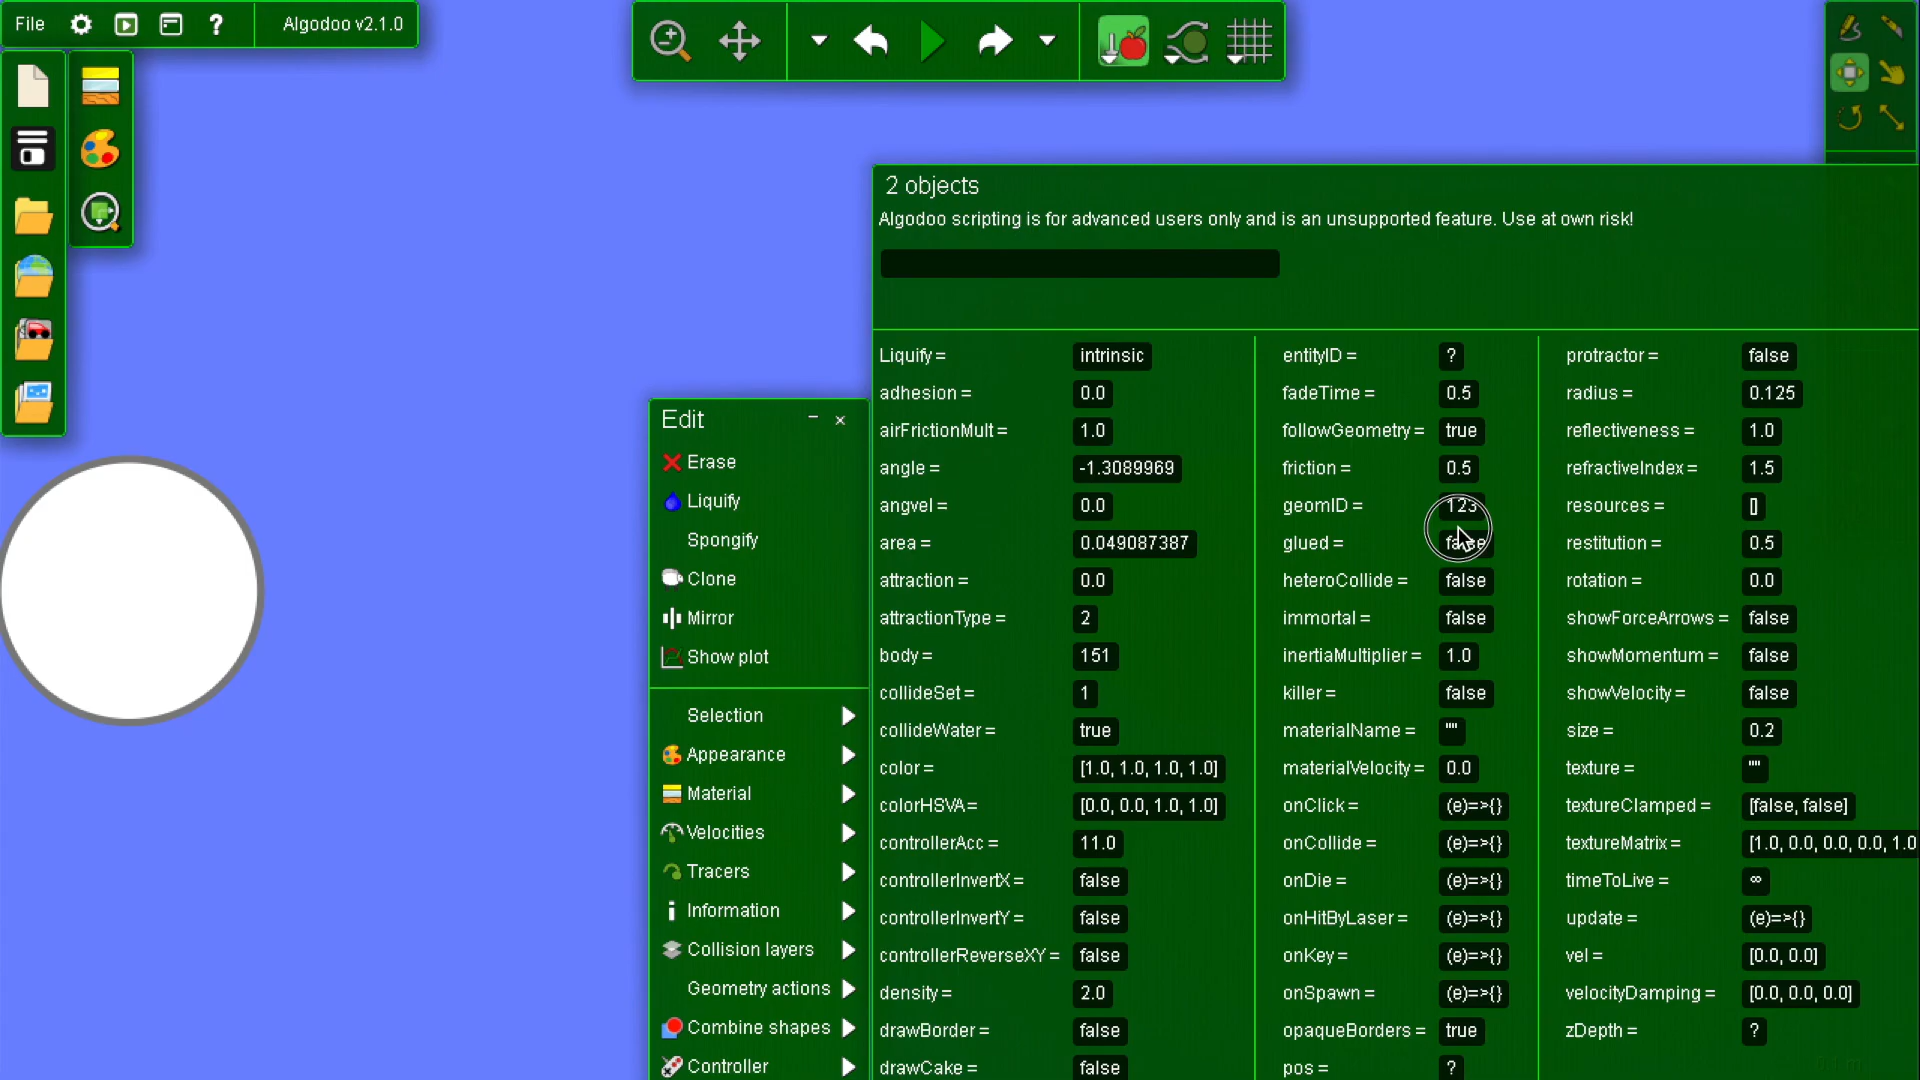 File
Algodoo v2.1.0
2 objects
Algodoo scripting is for advanced users only and is an unsupported feature. Use at own risk!
Edit
Erase
Liquify
Spongify
Clone
Mirror
Show plot
Selection
Appearance
Material
Velocities
Tracers
Information
Collision layers
Geometry actions
Combine shapes
Controller
Liquify = intrinsic
adhesion = 0.0
airFrictionMult = 1.0
angle = -1.3089969
angvel = 0.0
area = 0.049087387
attraction = 0.0
attractionType = 2
body = 151
collideSet = 1
collideWater = true
color = [1.0, 1.0, 1.0, 1.0]
colorHSVA = [0.0, 0.0, 1.0, 1.0]
controllerAcc = 11.0
controllerInvertX = false
controllerInvertY = false
controllerReverseXY = false
density = 2.0
drawBorder = false
drawCake = false
entityID = ?
fadeTime = 0.5
followGeometry = true
friction = 0.5
geomID = 123
glued = false
heteroCollide = false
immortal = false
inertiaMultiplier = 1.0
killer = false
materialName = ""
materialVelocity = 0.0
onClick = (e)=>{}
onCollide = (e)=>{}
onDie = (e)=>{}
onHitByLaser = (e)=>{}
onKey = (e)=>{}
onSpawn = (e)=>{}
opaqueBorders = true
pos = ?
protractor = false
radius = 0.125
reflectiveness = 1.0
refractiveIndex = 1.5
resources = []
restitution = 0.5
rotation = 0.0
showForceArrows = false
showMomentum = false
showVelocity = false
size = 0.2
texture = ""
textureClamped = [false, false]
textureMatrix = [1.0, 0.0, 0.0, 0.0, 1.0
timeToLive = ∞
update = (e)=>{}
vel = [0.0, 0.0]
velocityDamping = [0.0, 0.0, 0.0]
zDepth = ?